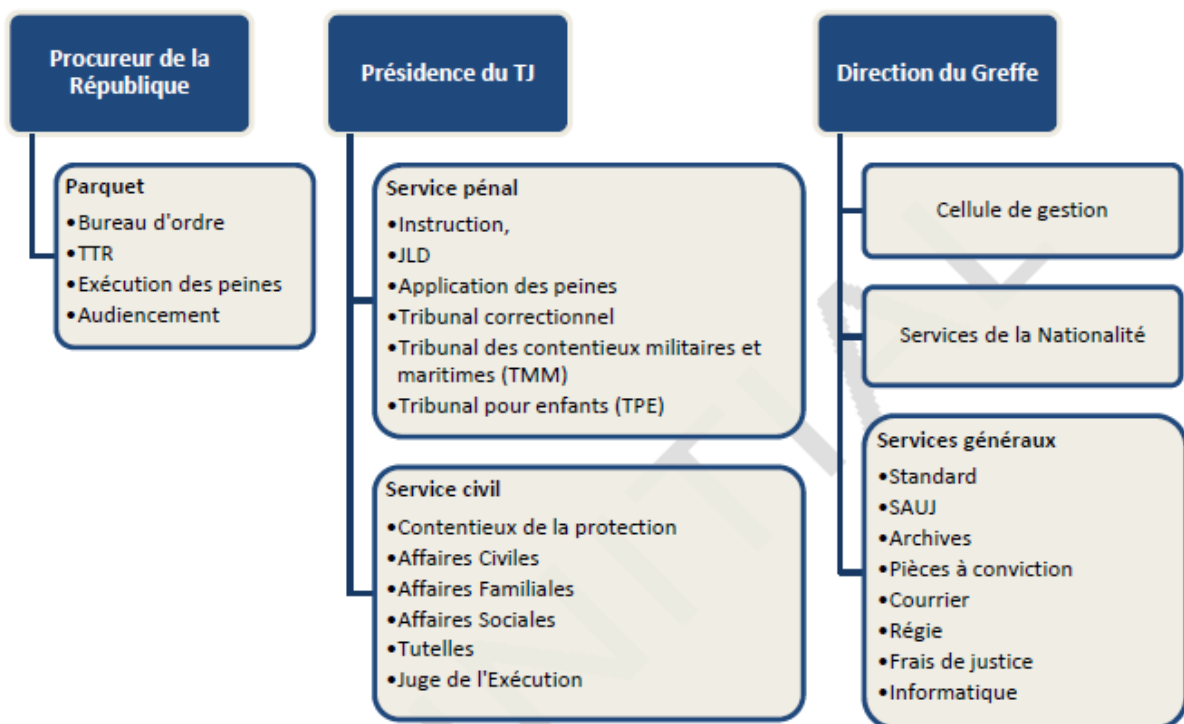 Procureur de la
République
Parquet
•Bureau d'ordre
•TTR
•Exécution des peines
•Audiencement
Présidence du TJ
Service pénal
•Instruction,
•JLD
•Application des peines
•Tribunal correctionnel
•Tribunal des contentieux militaires et
maritimes (TMM)
•Tribunal pour enfants (TPE)
Service civil
•Contentieux de la protection
•Affaires Civiles
•Affaires Familiales
•Affaires Sociales
•Tutelles
•Juge de l'Exécution
Direction du Greffe
Cellule de gestion
Services de la Nationalité
Services généraux
•Standard
•SAUJ
•Archives
•Pièces à conviction
•Courrier
•Régie
•Frais de justice
•Informatique
NTIAL